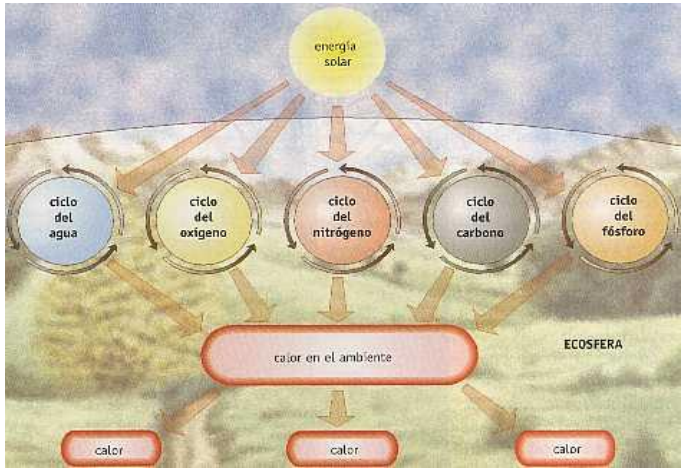 energía
solar
ciclo
del
agua
ciclo
del
oxígeno
ciclo
del
nitrógeno
ciclo
del
carbono
ciclo
del
fósforo
calor en el ambiente
ECOSFERA
calor
calor
calor